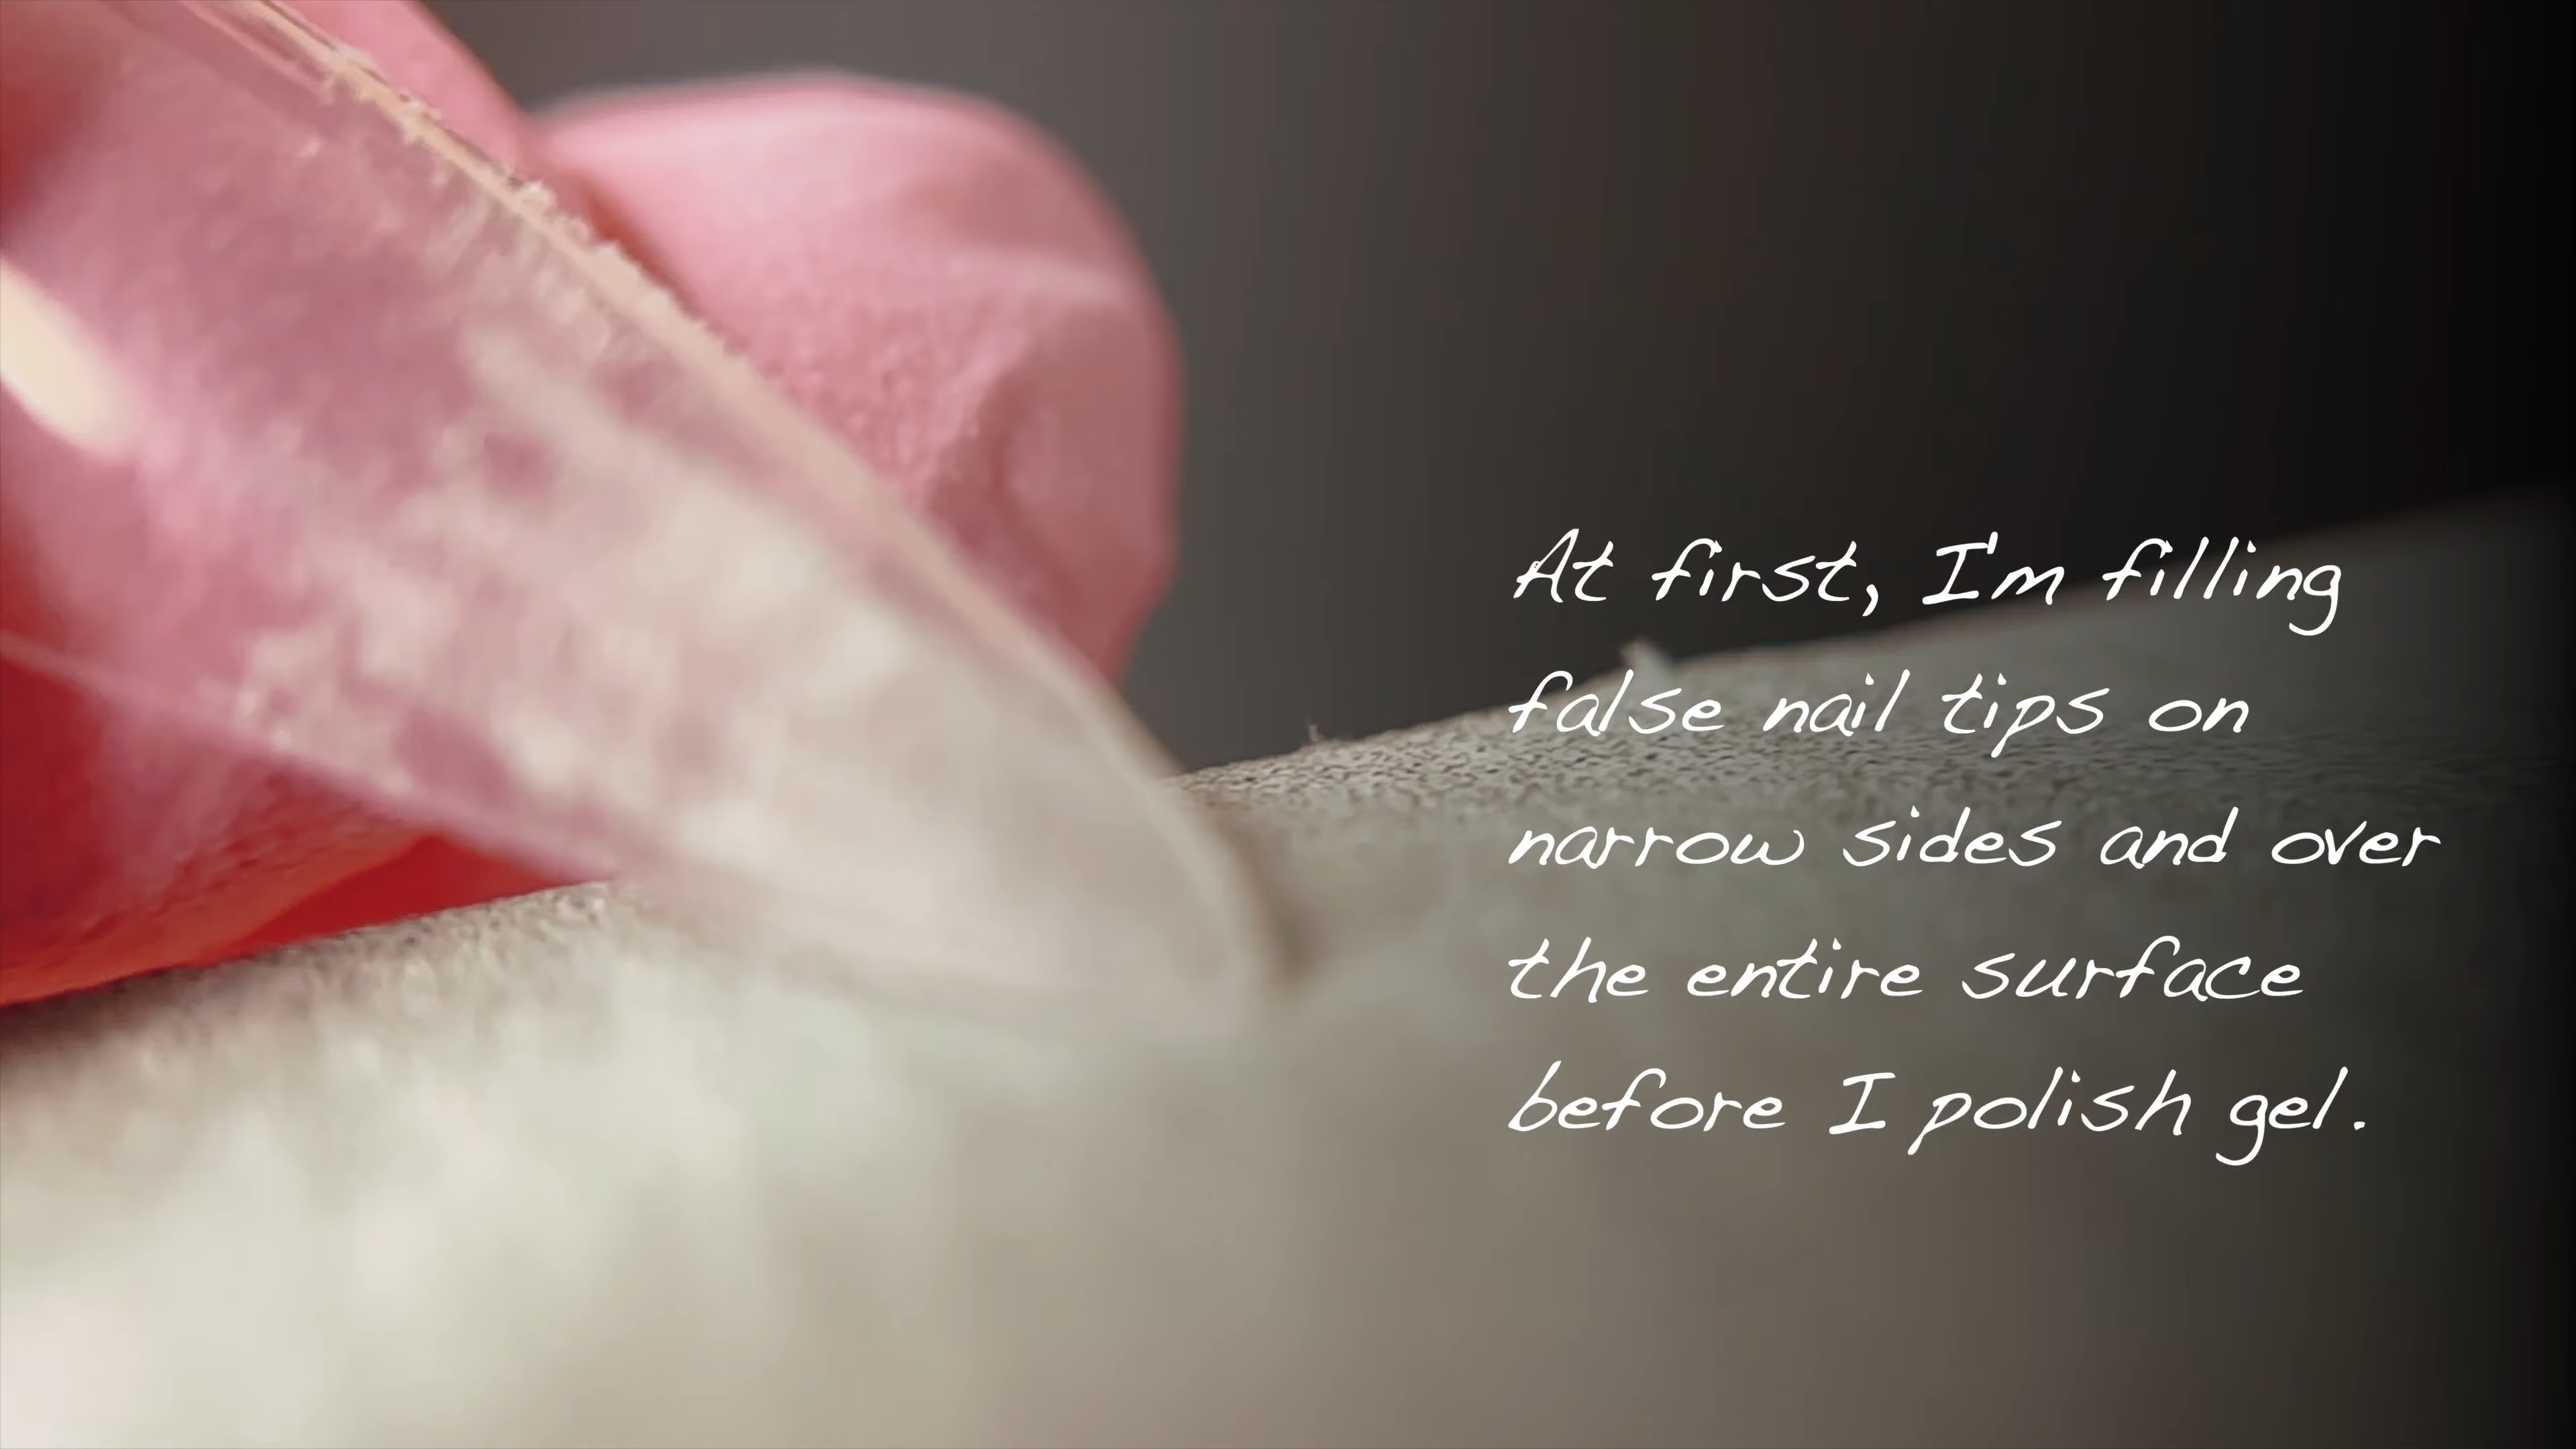 At first, I'm filling
false nail tips on
narrow sides and over
the entire surface
before I polish gel.